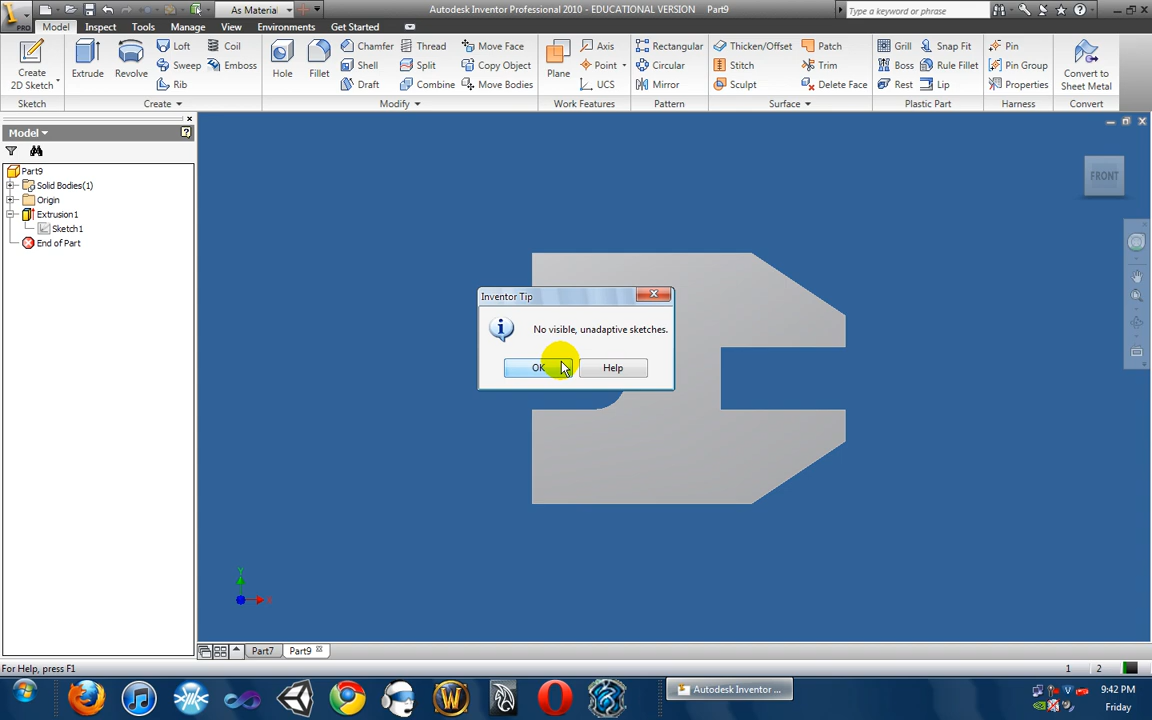 Autodesk Inventor Professional 2010 - EDUCATIONAL VERSION Part9
As Material
Type a keyword or phrase
PRO
Model Inspect Tools Manage View Environments Get Started
Create 2D Sketch
Extrude
Revolve
Loft
Sweep
Rib
Coil
Emboss
Hole
Fillet
Chamfer
Shell
Draft
Thread
Split
Combine
Move Face
Copy Object
Move Bodies
Plane
Axis
Point
UCS
Rectangular
Circular
Mirror
Thicken/Offset
Stitch
Sculpt
Patch
Trim
Delete Face
Grill
Boss
Rest
Snap Fit
Rule Fillet
Lip
Pin
Pin Group
Properties
Convert to Sheet Metal
Sketch Create Modify Work Features Pattern Surface Plastic Part Harness Convert
Model
Part9
Solid Bodies(1)
Origin
Extrusion1
Sketch1
End of Part
FRONT
Inventor Tip
No visible, unadaptive sketches.
OK Help
Y
X
Part7 Part9
For Help, press F1
1 2
Autodesk Inventor ...
9:42 PM
Friday